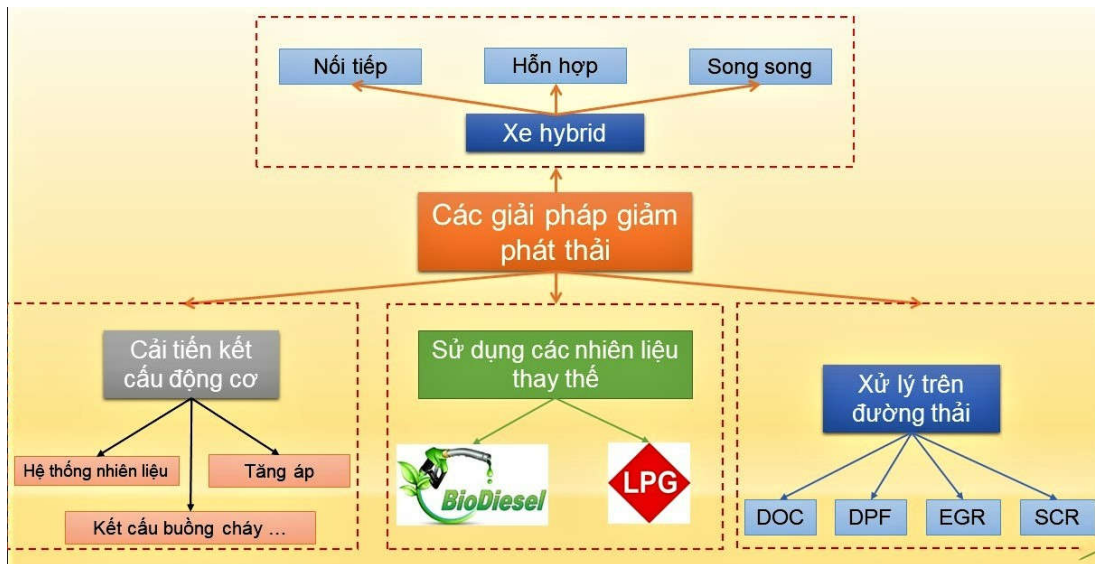 Nối tiếp
Hỗn hợp
Song song
Xe hybrid
Các giải pháp giảm
phát thải
Cải tiến kết
cấu động cơ
Sử dụng các nhiên liệu
thay thế
Xử lý trên
đường thải
Hệ thống nhiên liệu
Tăng áp
Kết cấu buồng cháy ...
BioDiesel
LPG
DOC
DPF
EGR
SCR